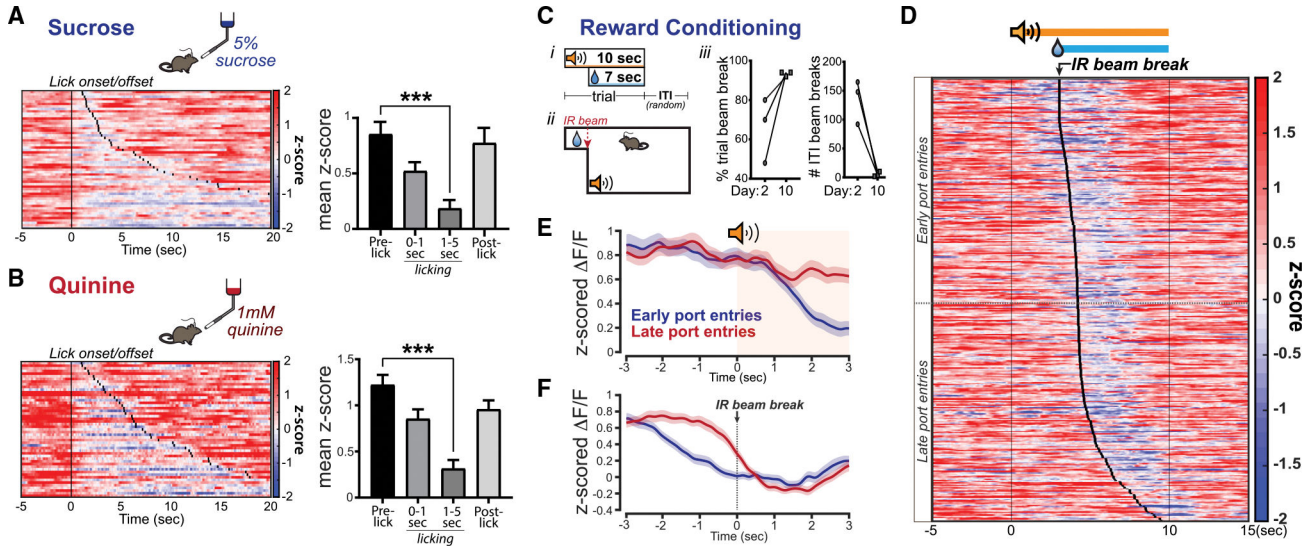 A
Sucrose
5%
sucrose
Lick onset/offset
2
1
0
-1
-2
z-score
-5
0
5
10
15
20
Time (sec)
***
1
0.5
0
mean z-score
Pre-
lick
0-1
sec
1-5
sec
Post-
lick
licking
B
Quinine
1mM
quinine
Lick onset/offset
2
1
0
-1
-2
z-score
-5
0
5
10
15
20
Time (sec)
***
1.5
1
0.5
0
mean z-score
Pre-
lick
0-1
sec
1-5
sec
Post-
lick
licking
C
Reward Conditioning
i
10 sec
7 sec
trial
ITI
(random)
ii
IR beam
iii
% trial beam break
100
80
60
40
Day: 2 10
# ITI beam breaks
200
150
100
50
0
Day: 2 10
D
IR beam break
Early port entries
Late port entries
-5
0
10
15(sec)
2
1.5
1
0.5
0
-0.5
-1
-1.5
-2
z-score
E
z-scored ΔF/F
1
0.8
0.6
0.4
0.2
0
Early port entries
Late port entries
-3
-2
-1
0
1
2
3
Time (sec)
F
z-scored ΔF/F
1
0.8
0.6
0.4
0.2
0
-0.2
-0.4
IR beam break
-3
-2
-1
0
1
2
3
Time (sec)